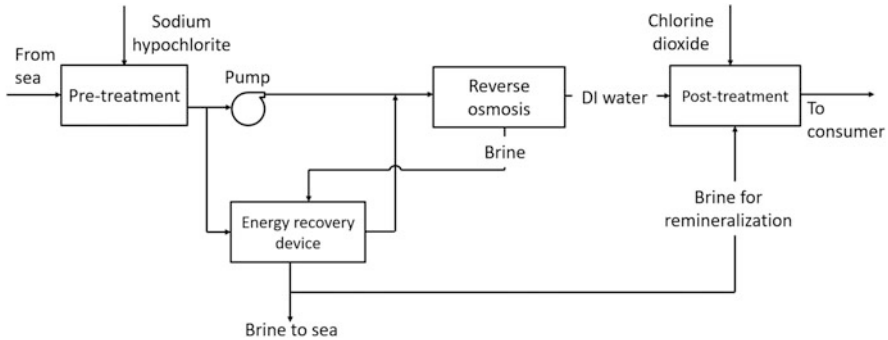 Sodium
hypochlorite
Chlorine
dioxide
From
sea
Pump
Pre-treatment
Reverse
osmosis
DI water
Post-treatment
To
consumer
Brine
Energy recovery
device
Brine for
remineralization
Brine to sea